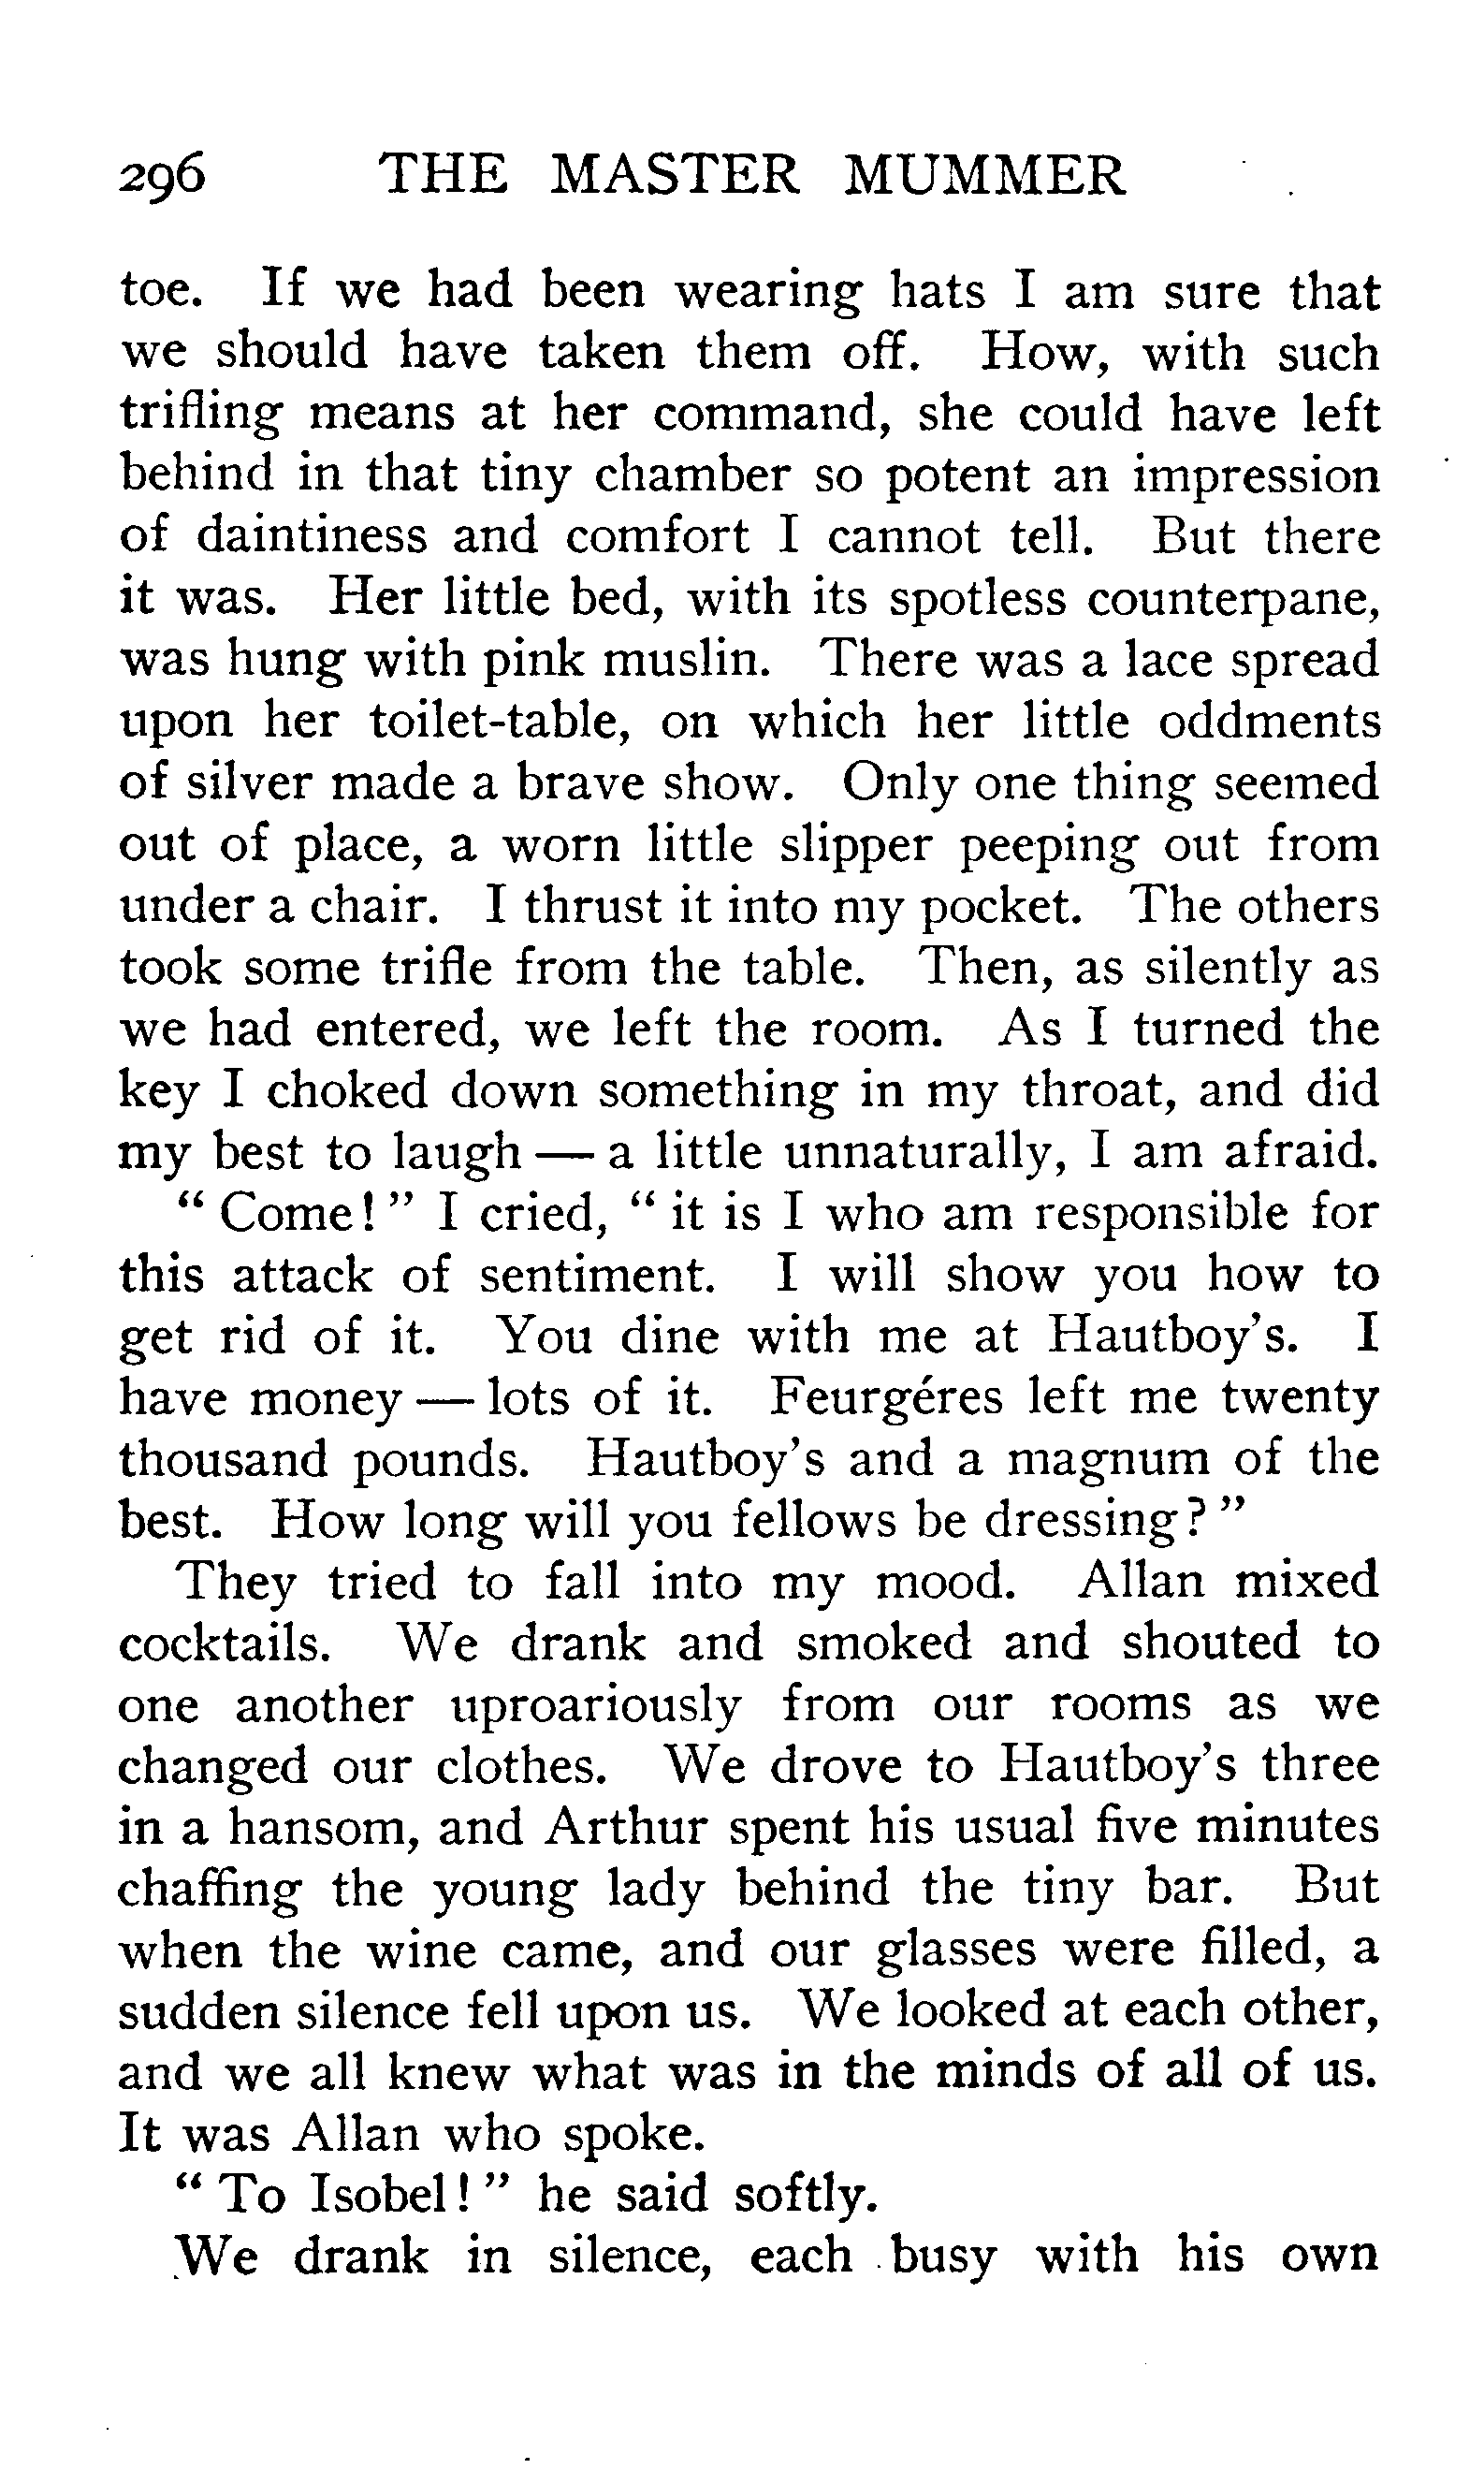 296 THE MASTER MUMMER
toe. If we had been wearing hats I am sure that
we should have taken them off. How, with such
trifling means at her command, she could have left
behind in that tiny chamber so potent an impression
of daintiness and comfort I cannot tell. But there
it was. Her little bed, with its spotless counterpane,
was hung with pink muslin. There was a lace spread
upon her toilet-table, on which her little oddments
of silver made a brave show. Only one thing seemed
out of place, a worn little slipper peeping out from
under a chair. I thrust it into my pocket. The others
took some trifle from the table. Then, as silently as
we had entered, we left the room. As I turned the
key I choked down something in my throat, and did
my best to laugh — a little unnaturally, I am afraid.
" Come! " I cried, " it is I who am responsible for
this attack of sentiment. I will show you how to
get rid of it. You dine with me at Hautboy's. I
have money — lots of it. Feurgéres left me twenty
thousand pounds. Hautboy's and a magnum of the
best. How long will you fellows be dressing? "
They tried to fall into my mood. Allan mixed
cocktails. We drank and smoked and shouted to
one another uproariously from our rooms as we
changed our clothes. We drove to Hautboy's three
in a hansom, and Arthur spent his usual five minutes
chaffing the young lady behind the tiny bar. But
when the wine came, and our glasses were filled, a
sudden silence fell upon us. We looked at each other,
and we all knew what was in the minds of all of us.
It was Allan who spoke.
" To Isobel! " he said softly.
We drank in silence, each busy with his own